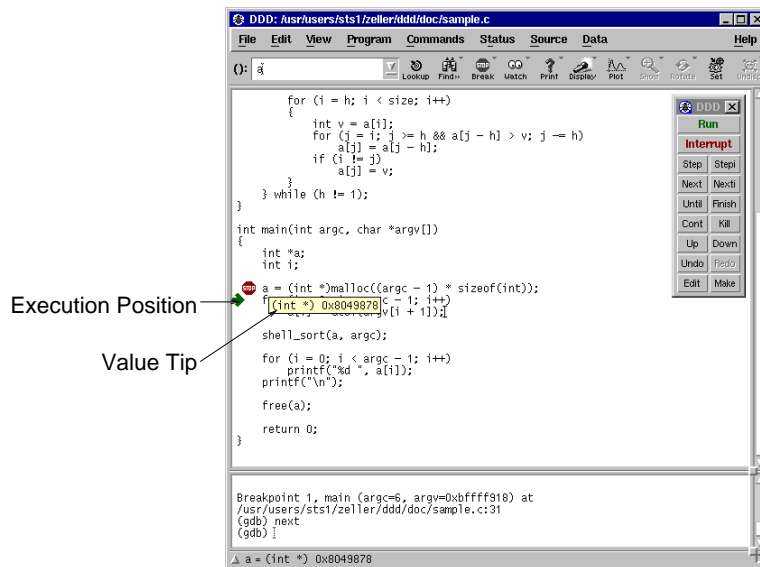 DDD: /usr/users/sts1/zeller/ddd/doc/sample.c
File Edit View Program Commands Status Source Data Help
(): a
Lookup Find>> Break Watch Print Display Plot Show Rotate Set Undisp
for (i = h; i < size; i++)
{
int v = a[i];
for (j = i; j >= h && a[j - h] > v; j -= h)
a[j] = a[j - h];
if (i != j)
a[j] = v;
}
} while (h != 1);
}
int main(int argc, char *argv[])
{
int *a;
int i;
STOP a = (int *)malloc((argc - 1) * sizeof(int));
- 1; i++)
(int *) 0x8049878
[i + 1]);
shell_sort(a, argc);
for (i = 0; i < argc - 1; i++)
printf("%d ", a[i]);
printf("\n");
free(a);
return 0;
}
DDD
Run
Interrupt
Step Stepi
Next Nexti
Until Finish
Cont Kill
Up Down
Undo Redo
Edit Make
Execution Position
Value Tip
Breakpoint 1, main (argc=6, argv=0xbffff918) at
/usr/users/sts1/zeller/ddd/doc/sample.c:31
(gdb) next
(gdb)
a = (int *) 0x8049878